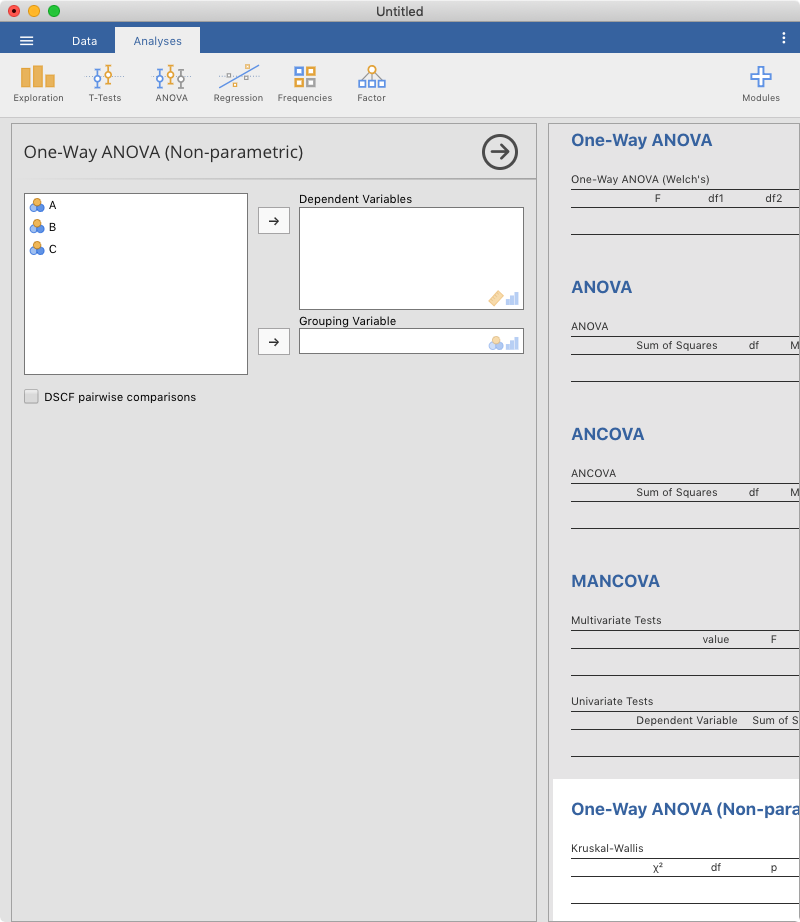 Untitled
Data Analyses
Exploration T-Tests ANOVA Regression Frequencies Factor Modules
One-Way ANOVA (Non-parametric)
A
B
C
Dependent Variables
Grouping Variable
DSCF pairwise comparisons
One-Way ANOVA
One-Way ANOVA (Welch's)
F df1 df2
ANOVA
ANOVA
Sum of Squares df M
ANCOVA
ANCOVA
Sum of Squares df M
MANCOVA
Multivariate Tests
value F
Univariate Tests
Dependent Variable Sum of S
One-Way ANOVA (Non-para
Kruskal-Wallis
χ² df p